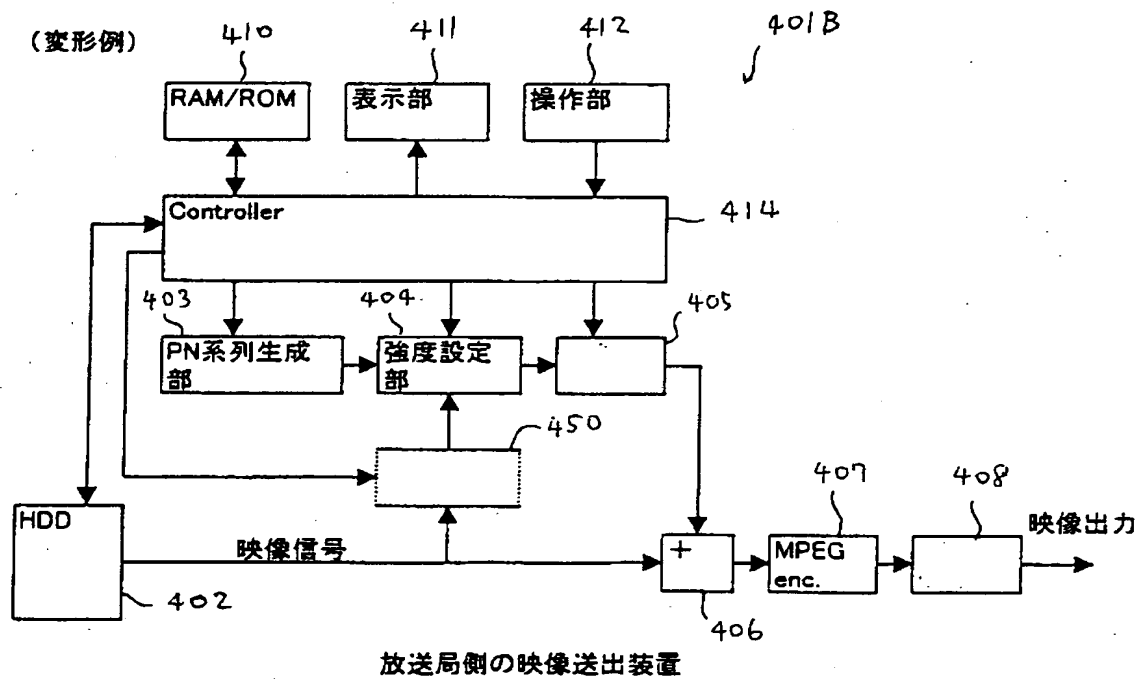 (変形例)
410
411
412
401B
RAM/ROM
表示部
操作部
Controller
414
403
404
405
PN系列生成
部
強度設定
部
450
HDD
映像信号
407
408
映像出力
+
MPEG
enc.
402
406
放送局側の映像送出装置